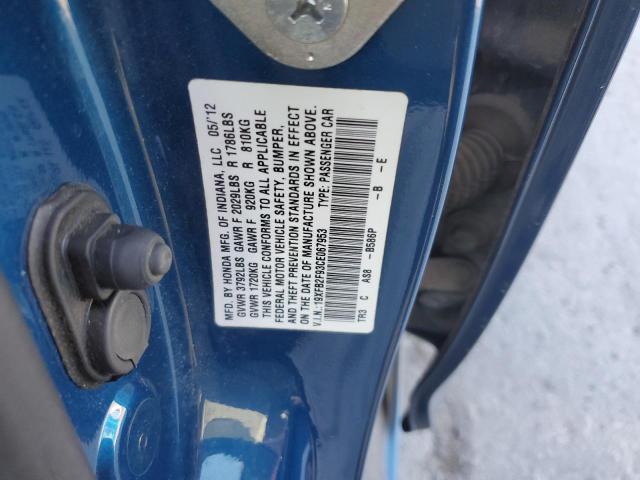 MFD. BY HONDA MFG. OF INDIANA, LLC 05/'12
GVWR 3792LBS GAWR F 2029LBS R 1786LBS
GVWR 1720KG GAWR F 920KG R 810KG
THIS VEHICLE CONFORMS TO ALL APPLICABLE
FEDERAL MOTOR VEHICLE SAFETY, BUMPER,
AND THEFT PREVENTION STANDARDS IN EFFECT
ON THE DATE OF MANUFACTURE SHOWN ABOVE.
V.I.N.:19XFB2F93CE067953 TYPE: PASSENGER CAR
TR3 C AS8 -B586P -B -E